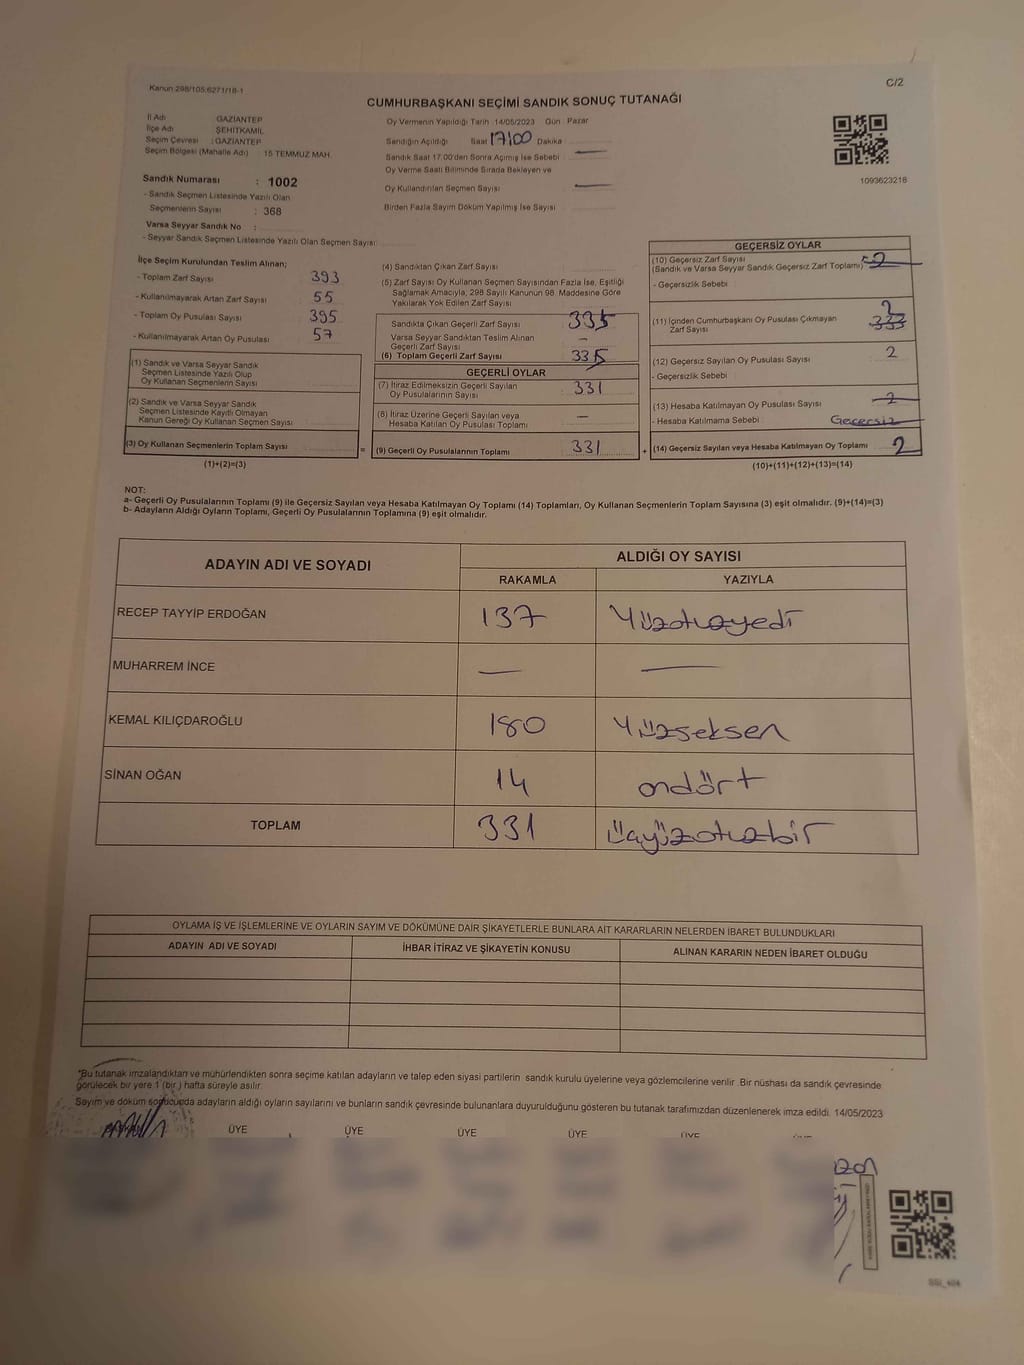 Kanun 298/105;6271/18-1
C/2
CUMHURBAŞKANI SEÇİMİ SANDIK SONUÇ TUTANAĞI
İl Adı GAZİANTEP
İlçe Adı ŞEHİTKAMİL
Seçim Çevresi : GAZİANTEP
Seçim Bölgesi (Mahalle Adı) : 15 TEMMUZ MAH.
Sandık Numarası : 1002
- Sandık Seçmen Listesinde Yazılı Olan
Seçmenlerin Sayısı : 368
Varsa Seyyar Sandık No :
- Seyyar Sandık Seçmen Listesinde Yazılı Olan Seçmen Sayısı:
Oy Vermenin Yapıldığı Tarih :14/05/2023 Gün : Pazar
Sandığın Açıldığı Saat 17:00 Dakika
Sandık Saat 17.00'den Sonra Açımış İse Sebebi : —
Oy Verme Saati Bitiminde Sırada Bekleyen ve
Oy Kullandırılan Seçmen Sayısı : —
Birden Fazla Sayım Döküm Yapılmış İse Sayısı
1093623218
İlçe Seçim Kurulundan Teslim Alınan;
- Toplam Zarf Sayısı 393
- Kullanılmayarak Artan Zarf Sayısı 55
- Toplam Oy Pusulası Sayısı 395
- Kullanılmayarak Artan Oy Pusulası 57
(1) Sandık ve Varsa Seyyar Sandık
Seçmen Listesinde Yazılı Olup
Oy Kullanan Seçmenlerin Sayısı
(2) Sandık ve Varsa Seyyar Sandık
Seçmen Listesinde Kayıtlı Olmayan
Kanun Gereği Oy Kullanan Seçmen Sayısı
(3) Oy Kullanan Seçmenlerin Toplam Sayısı
(1)+(2)=(3)
(4) Sandıktan Çıkan Zarf Sayısı
(5) Zarf Sayısı Oy Kullanan Seçmen Sayısından Fazla İse, Eşitliği
Sağlamak Amacıyla, 298 Sayılı Kanunun 98. Maddesine Göre
Yakılarak Yok Edilen Zarf Sayısı
Sandıkta Çıkan Geçerli Zarf Sayısı 335
Varsa Seyyar Sandıktan Teslim Alınan
Geçerli Zarf Sayısı —
(6) Toplam Geçerli Zarf Sayısı 335
GEÇERLİ OYLAR
(7) İtiraz Edilmeksizin Geçerli Sayılan
Oy Pusulalarının Sayısı 331
(8) İtiraz Üzerine Geçerli Sayılan veya
Hesaba Katılan Oy Pusulası Toplamı —
= (9) Geçerli Oy Pusulalarının Toplamı 331
GEÇERSİZ OYLAR
(10) Geçersiz Zarf Sayısı
(Sandık ve Varsa Seyyar Sandık Geçersiz Zarf Toplamı) 2
- Geçersizlik Sebebi
(11) İçinden Cumhurbaşkanı Oy Pusulası Çıkmayan
Zarf Sayısı 333 2
(12) Geçersiz Sayılan Oy Pusulası Sayısı 2
- Geçersizlik Sebebi
(13) Hesaba Katılmayan Oy Pusulası Sayısı 2
- Hesaba Katılmama Sebebi : Geçersiz
+ (14) Geçersiz Sayılan veya Hesaba Katılmayan Oy Toplamı 2
(10)+(11)+(12)+(13)=(14)
NOT:
a- Geçerli Oy Pusulalarının Toplamı (9) ile Geçersiz Sayılan veya Hesaba Katılmayan Oy Toplamı (14) Toplamları, Oy Kullanan Seçmenlerin Toplam Sayısına (3) eşit olmalıdır. (9)+(14)=(3)
b- Adayların Aldığı Oyların Toplamı, Geçerli Oy Pusulalarının Toplamına (9) eşit olmalıdır.
ADAYIN ADI VE SOYADI ALDIĞI OY SAYISI
RAKAMLA YAZIYLA
RECEP TAYYİP ERDOĞAN 137 Yüzotuzyedi
MUHARREM İNCE — —
KEMAL KILIÇDAROĞLU 180 Yüzseksen
SİNAN OĞAN 14 ondört
TOPLAM 331 üçyüzotuzbir
OYLAMA İŞ VE İŞLEMLERİNE VE OYLARIN SAYIM VE DÖKÜMÜNE DAİR ŞİKAYETLERLE BUNLARA AİT KARARLARIN NELERDEN İBARET BULUNDUKLARI
ADAYIN ADI VE SOYADI İHBAR İTİRAZ VE ŞİKAYETİN KONUSU ALINAN KARARIN NEDEN İBARET OLDUĞU
*Bu tutanak imzalandıktan ve mühürlendikten sonra seçime katılan adayların ve talep eden siyasi partilerin sandık kurulu üyelerine veya gözlemcilerine verilir .Bir nüshası da sandık çevresinde
görülecek bir yere 1 (bir ) hafta süreyle asılır.
Sayım ve döküm sonucunda adayların aldığı oyların sayılarını ve bunların sandık çevresinde bulunanlara duyurulduğunu gösteren bu tutanak tarafımızdan düzenlenerek imza edildi. 14/05/2023
BAŞKAN ÜYE ÜYE ÜYE ÜYE ÜYE